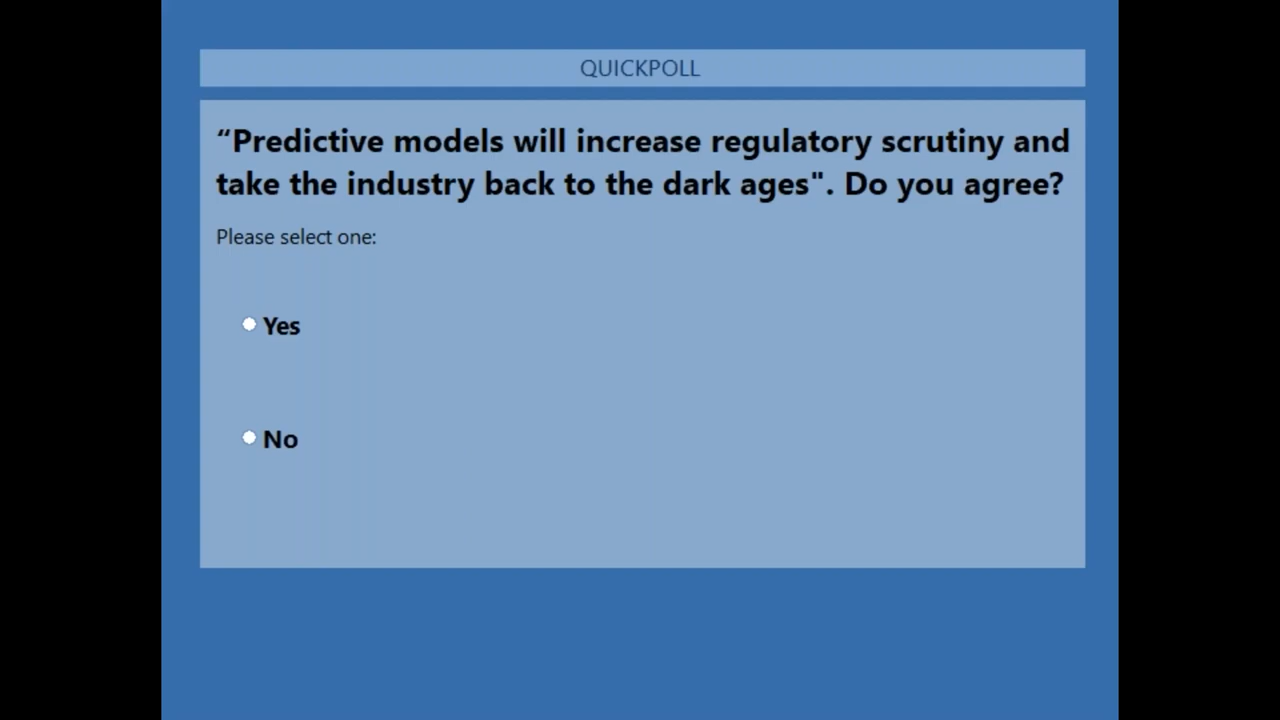 QUICKPOLL
“Predictive models will increase regulatory scrutiny and
take the industry back to the dark ages". Do you agree?
Please select one:
Yes
No